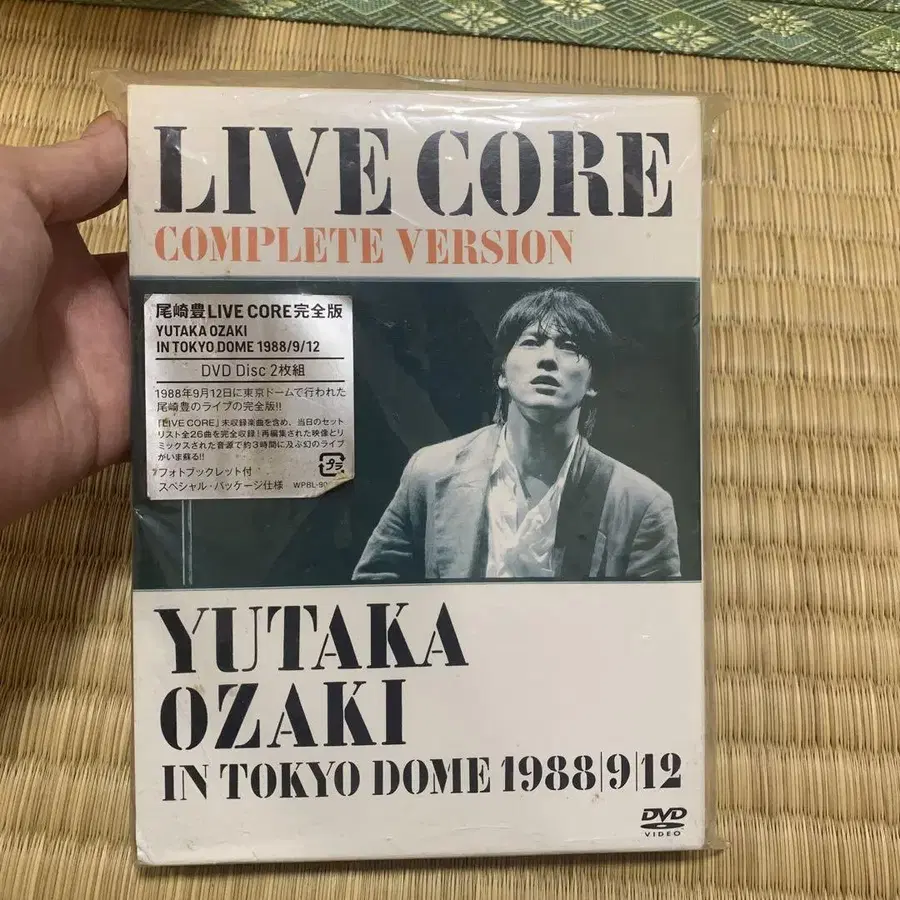 LIVE CORE
COMPLETE VERSION
尾崎豊LIVE CORE完全版
YUTAKA OZAKI
IN TOKYO DOME 1988/9/12
DVD Disc 2枚組
1988年9月12日に東京ドームで行われた
尾崎豊のライブの完全版!!
「LIVE CORE」未収録楽曲を含め、当日のセット
リスト全26曲を完全収録！再編集された映像とリ
ミックスされた音源で約3時間に及ぶ幻のライブ
がいま蘇る!!
フォトブックレット付
スペシャル・パッケージ仕様
プラ
WPBL-90
YUTAKA
OZAKI
IN TOKYO DOME 1988|9|12
DVD
VIDEO